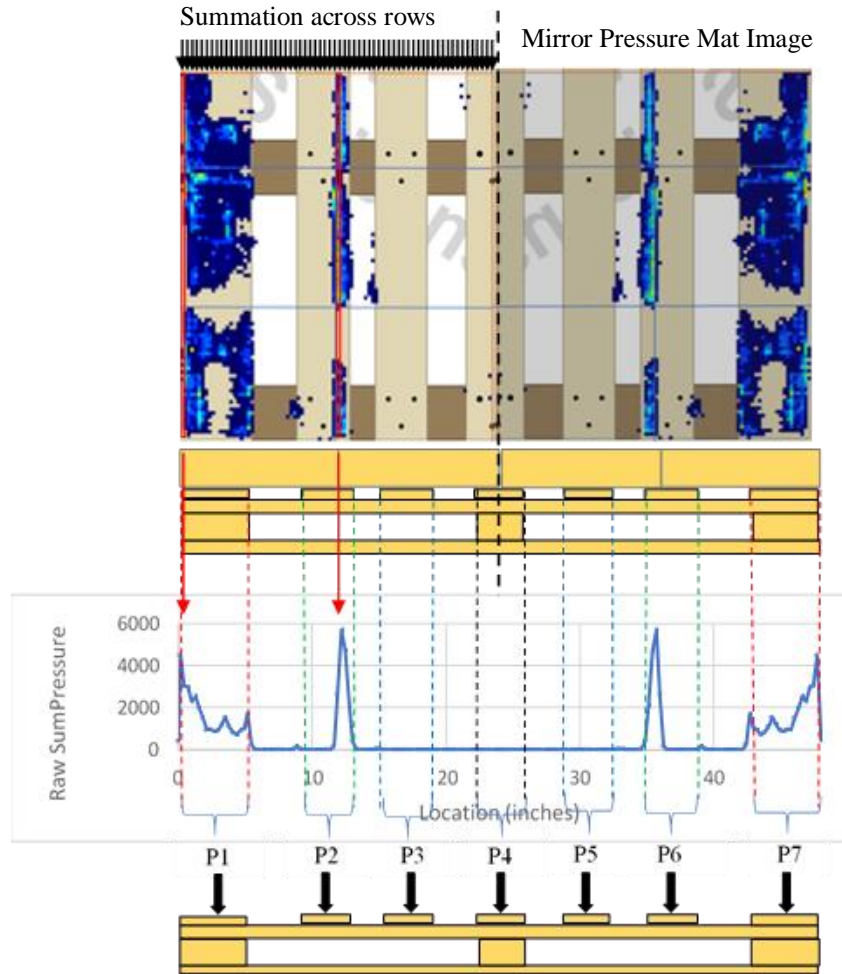 Summation across rows
Mirror Pressure Mat Image
Raw SumPressure
6000
4000
2000
0
0 10 20 30 40
Location (inches)
P1 P2 P3 P4 P5 P6 P7